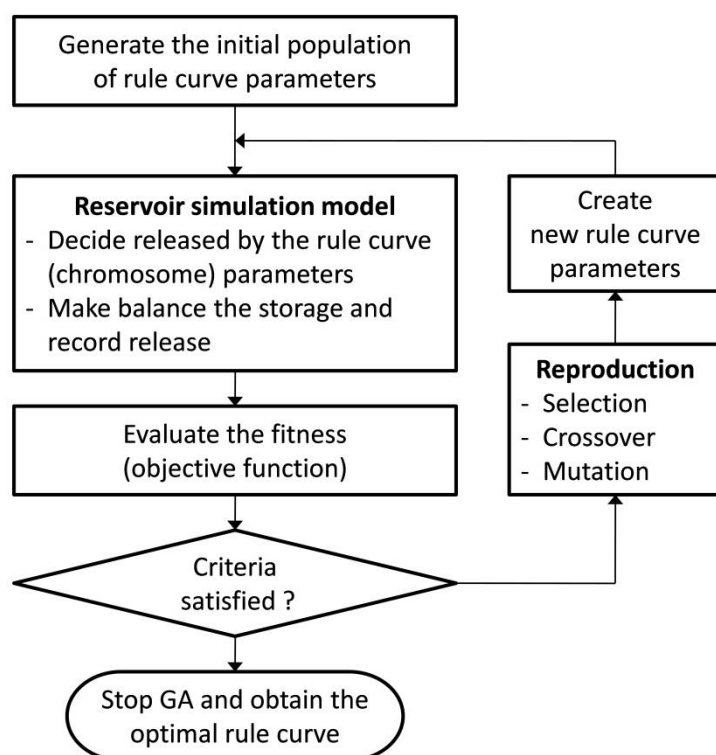 Generate the initial population
of rule curve parameters
Reservoir simulation model
- Decide released by the rule curve
(chromosome) parameters
- Make balance the storage and
record release
Create
new rule curve
parameters
Evaluate the fitness
(objective function)
Reproduction
- Selection
- Crossover
- Mutation
Criteria
satisfied ?
Stop GA and obtain the
optimal rule curve